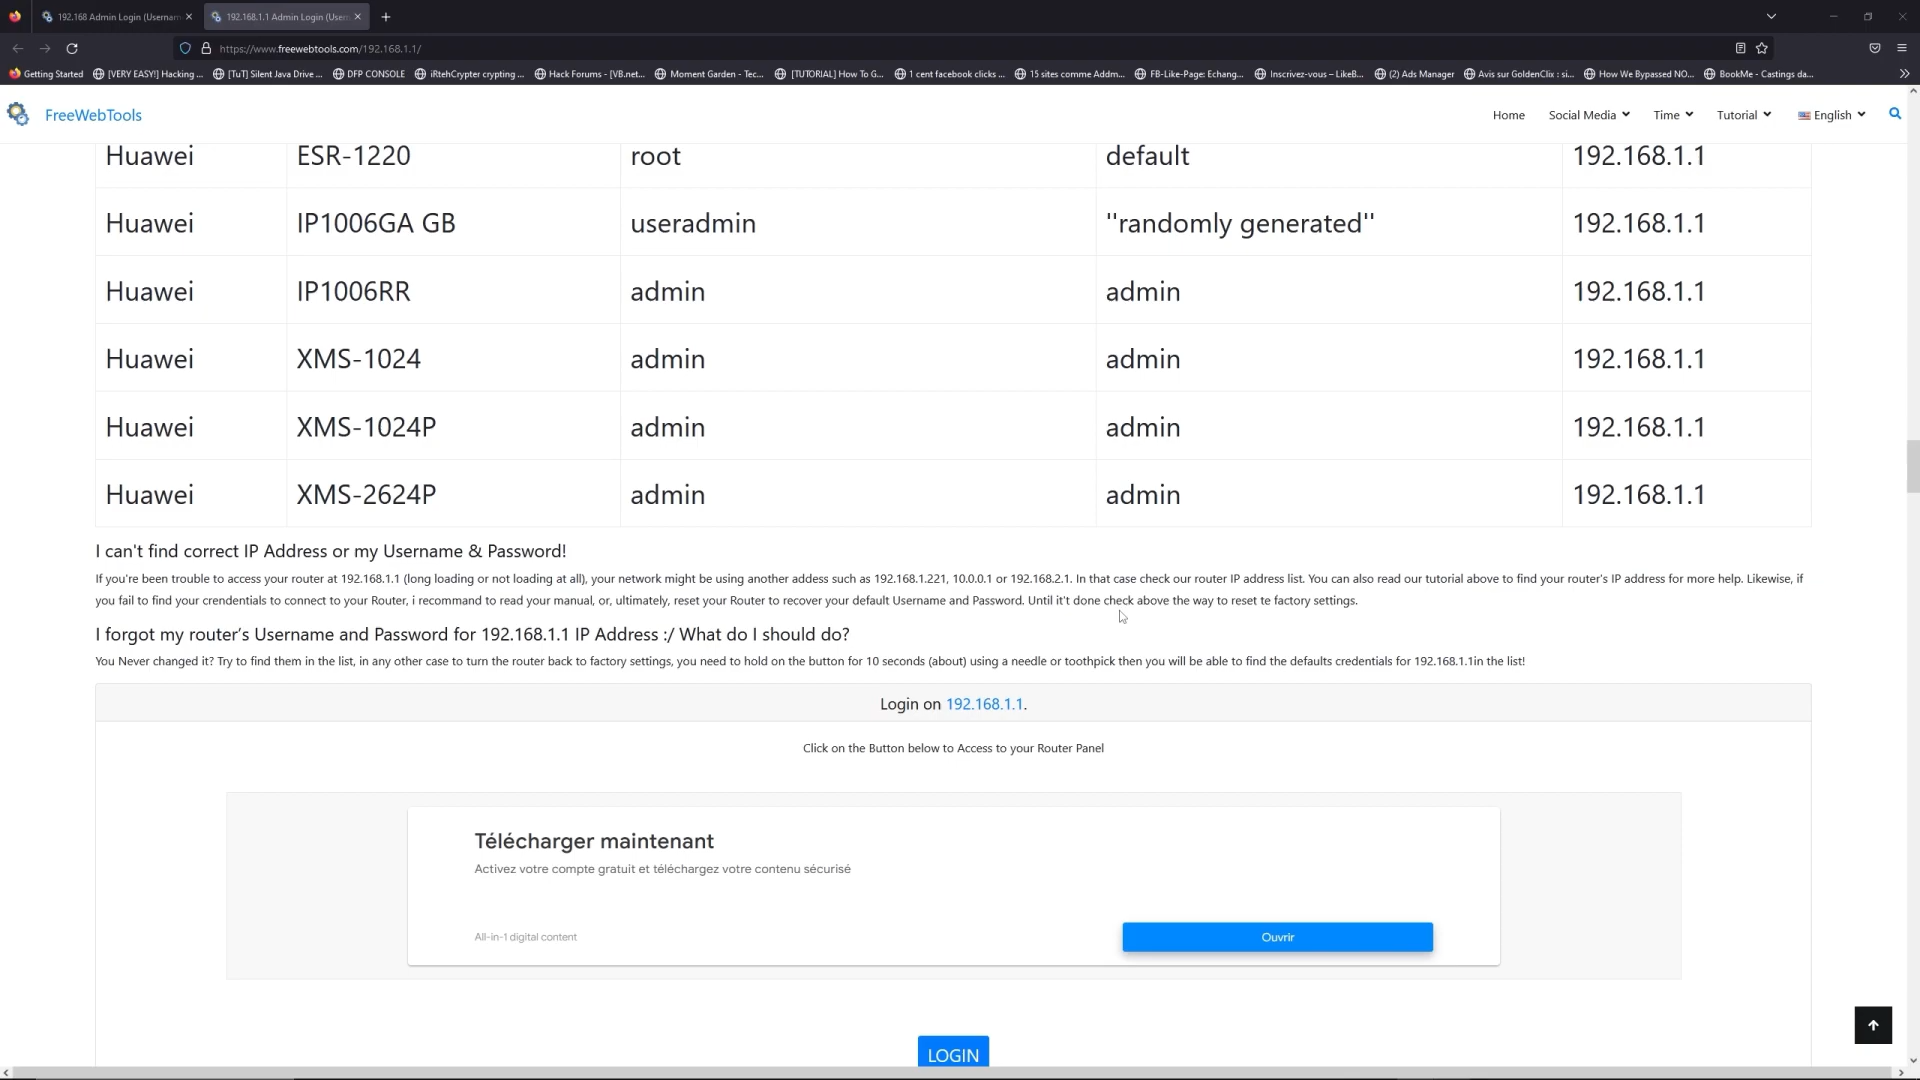 192.168 Admin Login (Usernam
192.168.1.1 Admin Login (User
https://www.freewebtools.com/192.168.1.1/
Getting Started
[VERY EASY!] Hacking ...
[TuT] Silent Java Drive ...
DFP CONSOLE
iRtehCrypter crypting ...
Hack Forums - [VB.net...
Moment Garden - Tec...
[TUTORIAL] How To G...
1 cent facebook clicks ...
15 sites comme Addm...
FB-Like-Page: Echang...
Inscrivez-vous – LikeB...
(2) Ads Manager
Avis sur GoldenClix : si...
How We Bypassed NO...
BookMe - Castings da...
FreeWebTools
Home Social Media Time Tutorial English
Huawei ESR-1220 root default 192.168.1.1
Huawei IP1006GA GB useradmin ''randomly generated'' 192.168.1.1
Huawei IP1006RR admin admin 192.168.1.1
Huawei XMS-1024 admin admin 192.168.1.1
Huawei XMS-1024P admin admin 192.168.1.1
Huawei XMS-2624P admin admin 192.168.1.1
I can't find correct IP Address or my Username & Password!
If you're been trouble to access your router at 192.168.1.1 (long loading or not loading at all), your network might be using another addess such as 192.168.1.221, 10.0.0.1 or 192.168.2.1. In that case check our router IP address list. You can also read our tutorial above to find your router's IP address for more help. Likewise, if
you fail to find your crendentials to connect to your Router, i recommand to read your manual, or, ultimately, reset your Router to recover your default Username and Password. Until it't done check above the way to reset te factory settings.
I forgot my router’s Username and Password for 192.168.1.1 IP Address :/ What do I should do?
You Never changed it? Try to find them in the list, in any other case to turn the router back to factory settings, you need to hold on the button for 10 seconds (about) using a needle or toothpick then you will be able to find the defaults credentials for 192.168.1.1in the list!
Login on 192.168.1.1.
Click on the Button below to Access to your Router Panel
Télécharger maintenant
Activez votre compte gratuit et téléchargez votre contenu sécurisé
All-in-1 digital content
Ouvrir
LOGIN